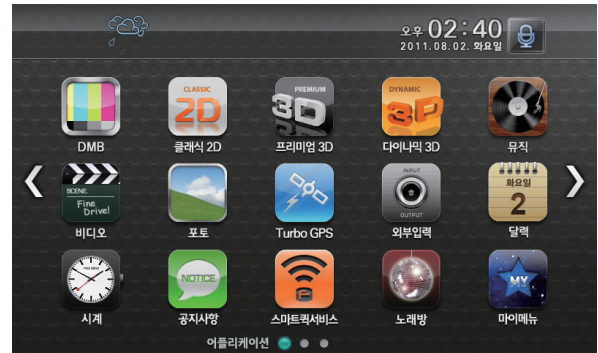 오후 02:40
2011.08.02. 화요일
CLASSIC
2D
PREMIUM
3D
DYNAMIC
3D
DMB
클래식 2D
프리미엄 3D
다이나믹 3D
뮤직
SCENE.
Fine
Drive!
INPUT
OUTPUT
화요일
2
비디오
포토
Turbo GPS
외부입력
달력
NOTICE
MY
시계
공지사항
스마트퀵서비스
노래방
마이메뉴
어플리케이션